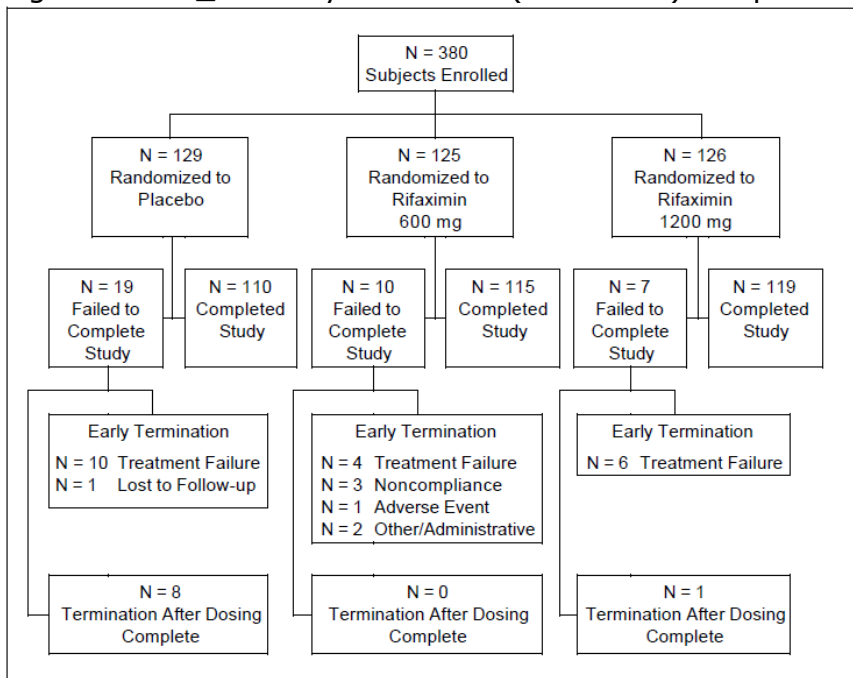 N = 380
Subjects Enrolled
N = 129
Randomized to
Placebo
N = 125
Randomized to
Rifaximin
600 mg
N = 126
Randomized to
Rifaximin
1200 mg
N = 19
Failed to
Complete
Study
N = 110
Completed
Study
N = 10
Failed to
Complete
Study
N = 115
Completed
Study
N = 7
Failed to
Complete
Study
N = 119
Completed
Study
Early Termination
N = 10 Treatment Failure
N = 1 Lost to Follow-up
Early Termination
N = 4 Treatment Failure
N = 3 Noncompliance
N = 1 Adverse Event
N = 2 Other/Administrative
Early Termination
N = 6 Treatment Failure
N = 8
Termination After Dosing
Complete
N = 0
Termination After Dosing
Complete
N = 1
Termination After Dosing
Complete